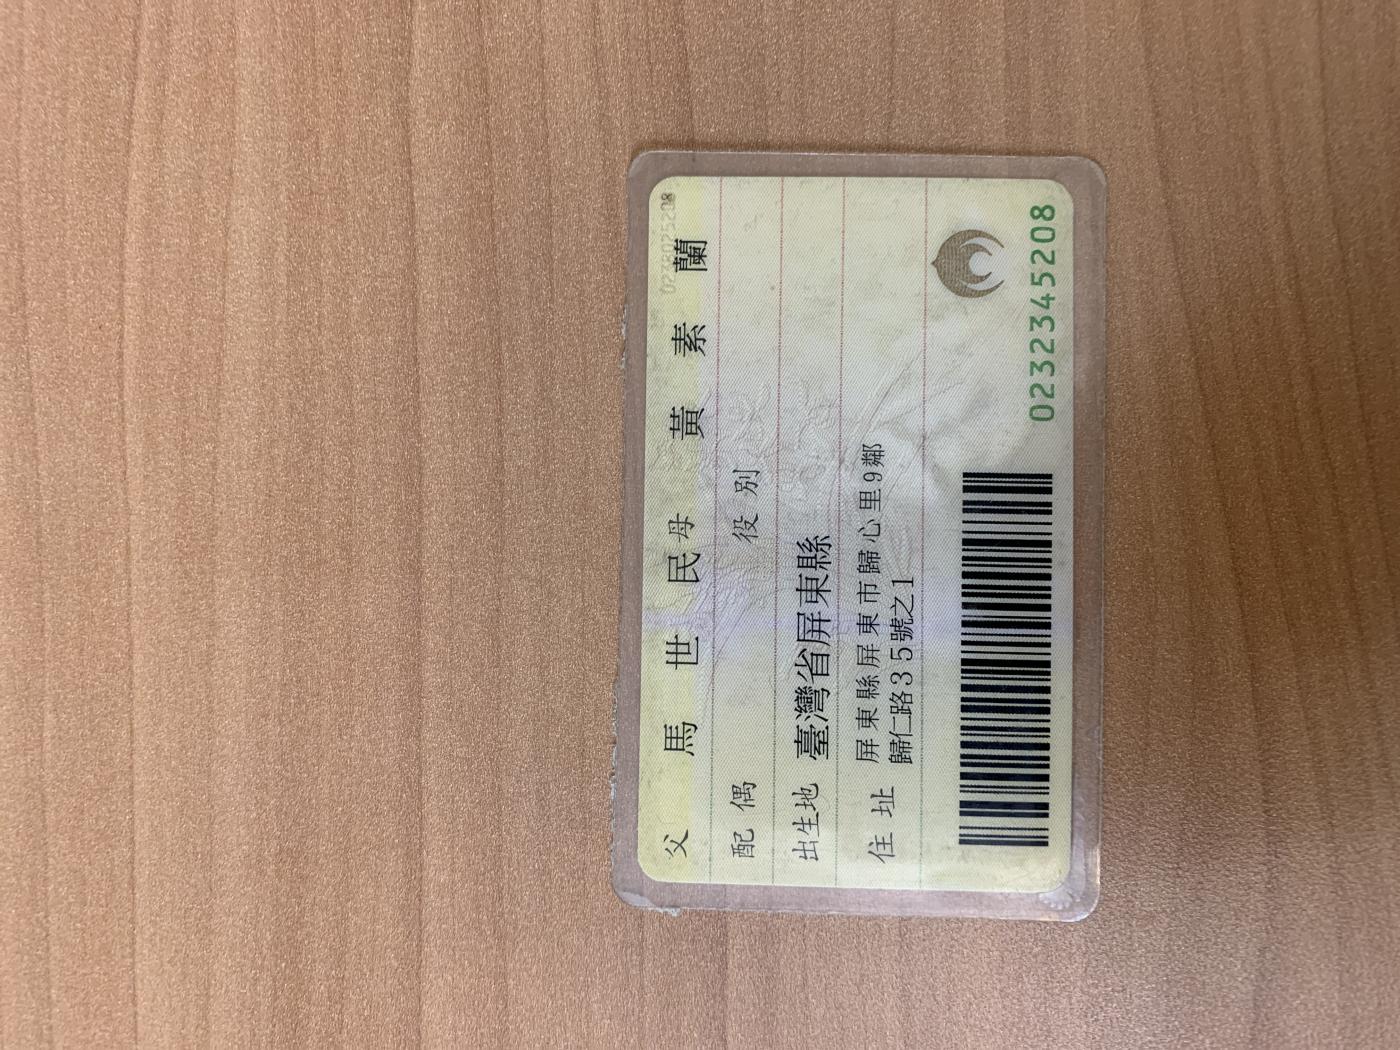 0238025208
父 馬 世 民 母 黃 素 蘭
配偶 役別
出生地 臺灣省屏東縣
住址 屏東縣屏東市歸心里9鄰
歸仁路35號之1
0232345208